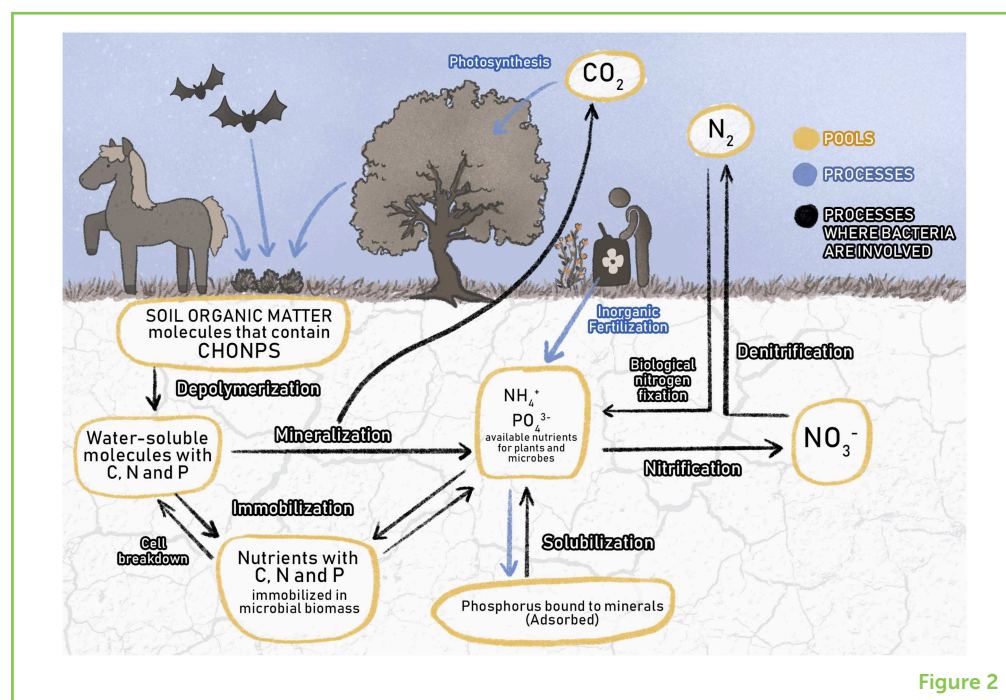 Photosynthesis
CO₂
N₂
POOLS
PROCESSES
PROCESSES
WHERE BACTERIA
ARE INVOLVED
SOIL ORGANIC MATTER
molecules that contain
CHONPS
Inorganic
Fertilization
Depolymerization
Biological
nitrogen
fixation
Denitrification
NH₄⁺
PO₄³⁻
available nutrients
for plants and
microbes
Water-soluble
molecules with
C, N and P
Mineralization
NO₃⁻
Nitrification
Immobilization
Cell
breakdown
Solubilization
Nutrients with
C, N and P
immobilized in
microbial biomass
Phosphorus bound to minerals
(Adsorbed)
Figure 2